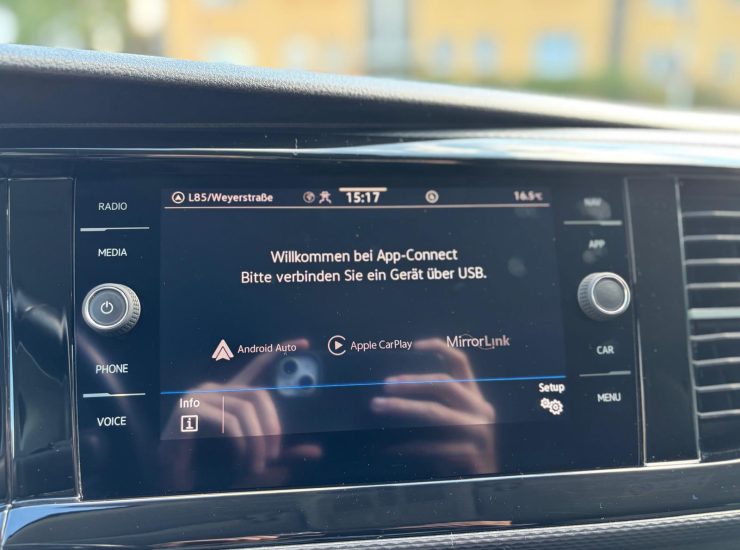 RADIO
MEDIA
PHONE
VOICE
L85/Weyerstraße 15:17 16.5°C
Willkommen bei App-Connect
Bitte verbinden Sie ein Gerät über USB.
Android Auto Apple CarPlay MirrorLink
Info Setup
i
NAV
APP
CAR
MENU